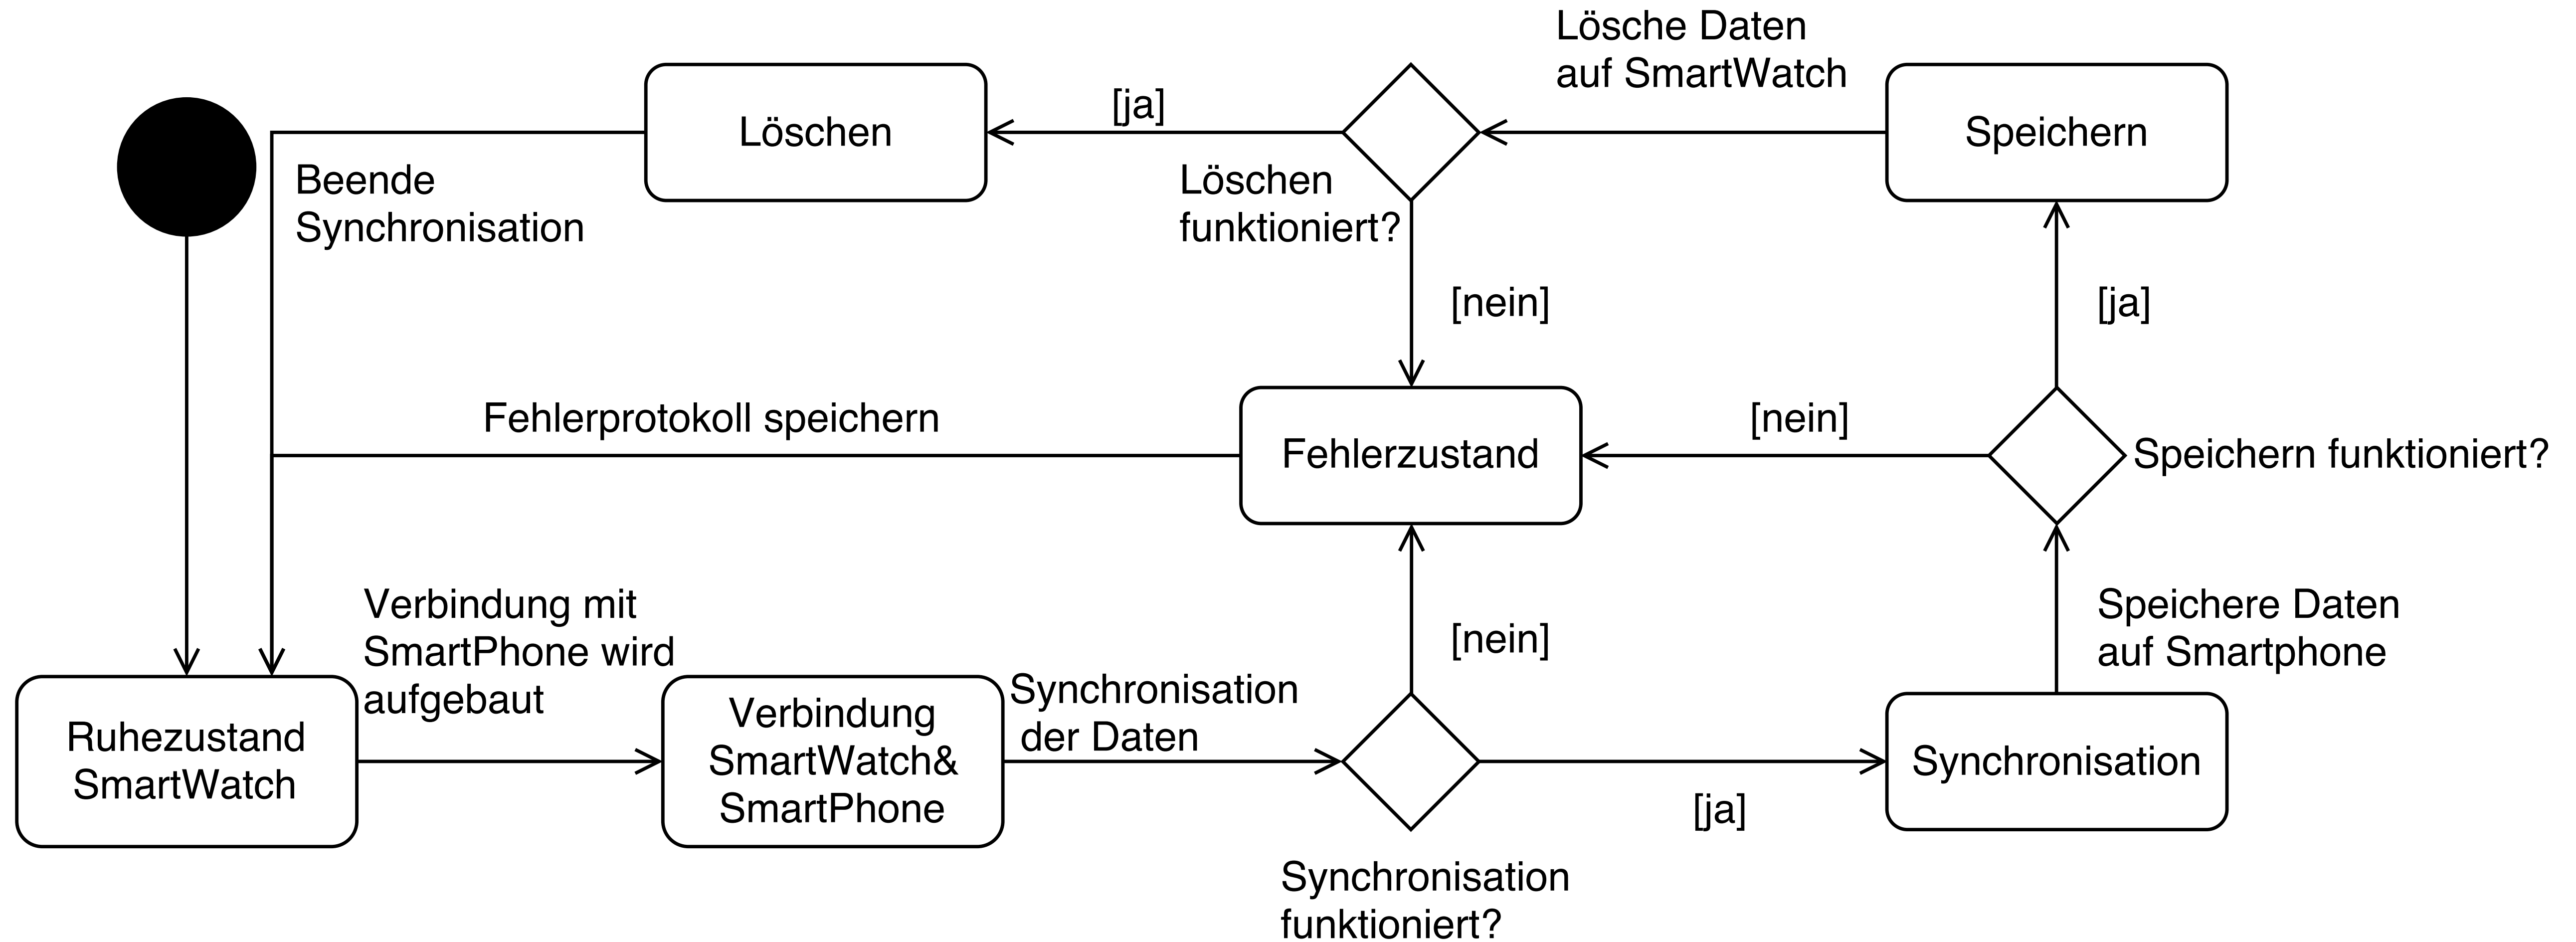 Lösche Daten
auf SmartWatch
Löschen
[ja]
Speichern
Beende
Synchronisation
Löschen
funktioniert?
[nein]
[ja]
Fehlerprotokoll speichern
Fehlerzustand
[nein]
Speichern funktioniert?
Verbindung mit
SmartPhone wird
aufgebaut
[nein]
Speichere Daten
auf Smartphone
Ruhezustand
SmartWatch
Verbindung
SmartWatch&
SmartPhone
Synchronisation
der Daten
[ja]
Synchronisation
Synchronisation
funktioniert?